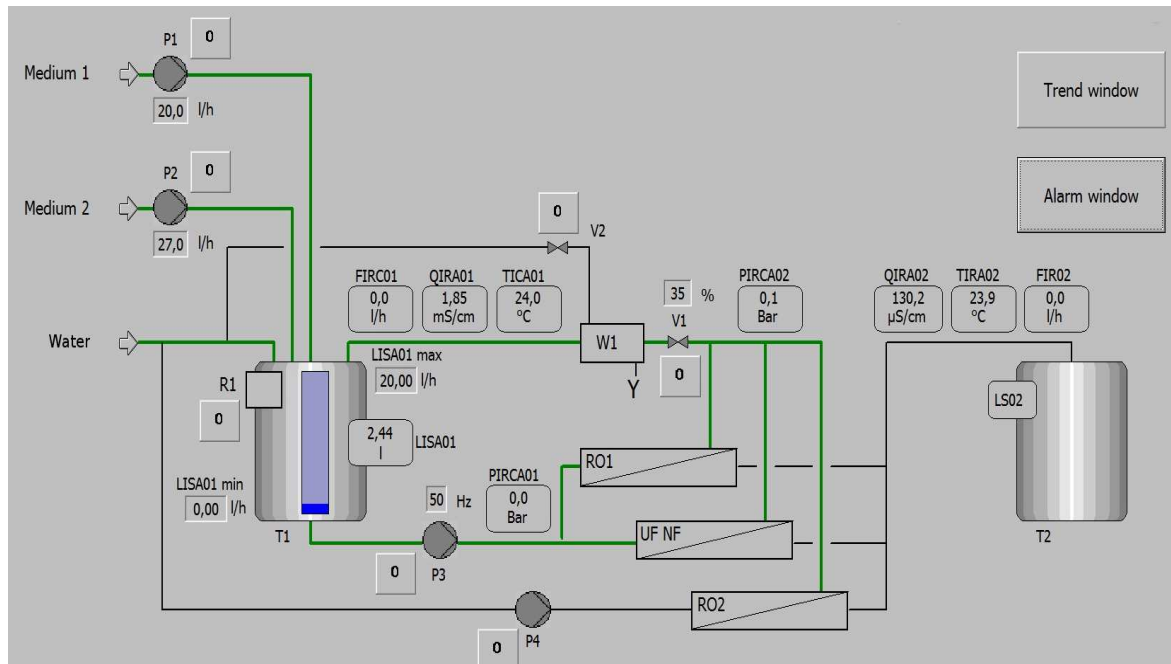 P1
0
Medium 1
20,0 l/h
Trend window
P2
0
Medium 2
27,0 l/h
Alarm window
0
V2
FIRC01
0,0
l/h
QIRA01
1,85
mS/cm
TICA01
24,0
°C
35 %
V1
0
PIRCA02
0,1
Bar
QIRA02
130,2
µS/cm
TIRA02
23,9
°C
FIR02
0,0
l/h
Water
W1
Y
LISA01 max
20,00 l/h
R1
0
2,44
l
LISA01
LS02
RO1
LISA01 min
0,00 l/h
T1
PIRCA01
0,0
Bar
50 Hz
P3
0
UF NF
T2
RO2
P4
0